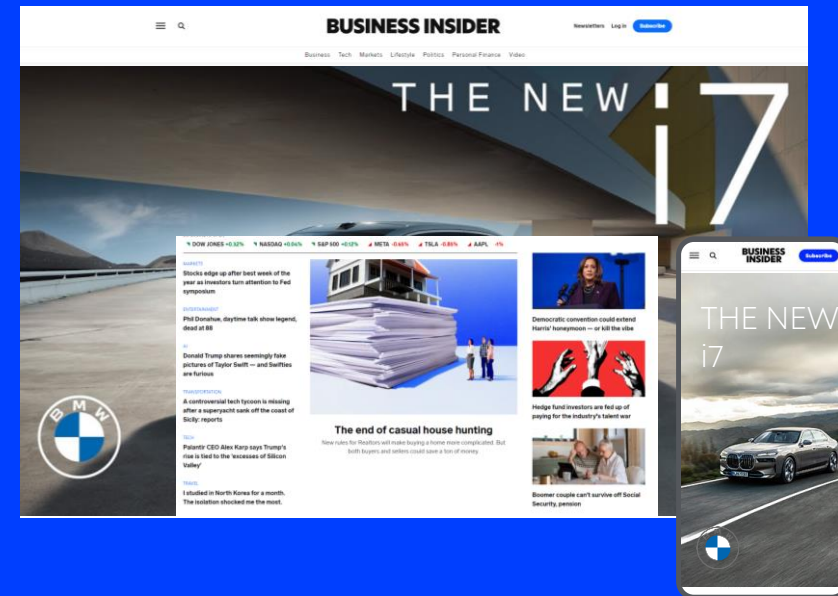 BUSINESS INSIDER
Newsletters Log in Subscribe
Business Tech Markets Lifestyle Politics Personal Finance Video
THE NEW i7
BMW
DOW JONES +0.32% NASDAQ +0.04% S&P 500 +0.12% META -0.65% TSLA -0.85% AAPL -1%
MARKETS
Stocks edge up after best week of the
year as investors turn attention to Fed
symposium
ENTERTAINMENT
Phil Donahue, daytime talk show legend,
dead at 88
AI
Donald Trump shares seemingly fake
pictures of Taylor Swift — and Swifties
are furious
TRANSPORTATION
A controversial tech tycoon is missing
after a superyacht sank off the coast of
Sicily: reports
TECH
Palantir CEO Alex Karp says Trump's
rise is tied to the 'excesses of Silicon
Valley'
TRAVEL
I studied in North Korea for a month.
The isolation shocked me the most.
The end of casual house hunting
New rules for Realtors will make buying a home more complicated. But
both buyers and sellers could save a ton of money.
Democratic convention could extend
Harris' honeymoon — or kill the vibe
Hedge fund investors are fed up of
paying for the industry's talent war
Boomer couple can't survive off Social
Security, pension
BUSINESS
INSIDER
Subscribe
THE NEW
i7